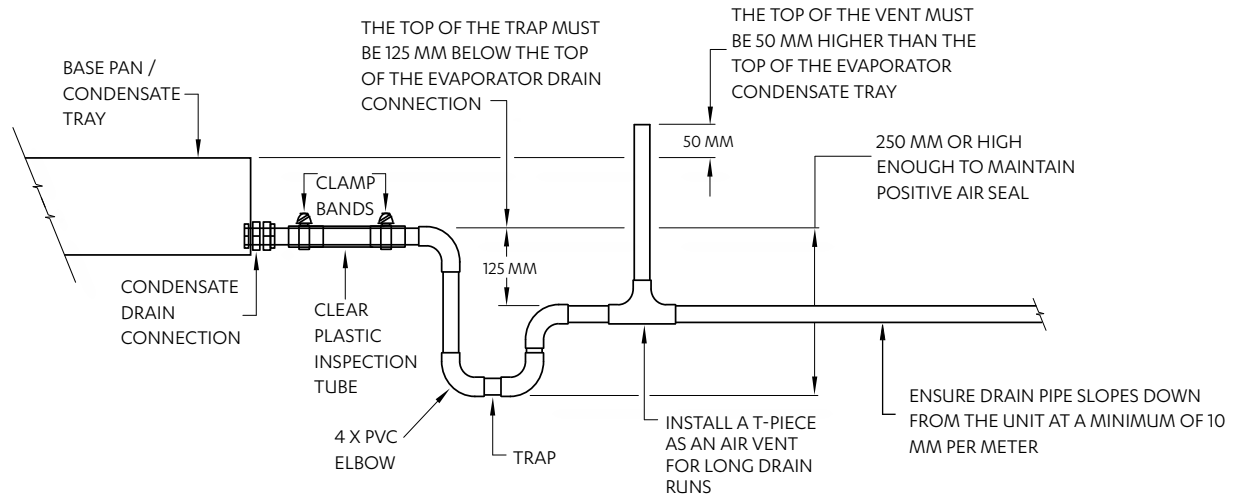 THE TOP OF THE TRAP MUST
BE 125 MM BELOW THE TOP
OF THE EVAPORATOR DRAIN
CONNECTION
THE TOP OF THE VENT MUST
BE 50 MM HIGHER THAN THE
TOP OF THE EVAPORATOR
CONDENSATE TRAY
BASE PAN /
CONDENSATE
TRAY
50 MM
250 MM OR HIGH
ENOUGH TO MAINTAIN
POSITIVE AIR SEAL
CLAMP
BANDS
125 MM
CONDENSATE
DRAIN
CONNECTION
CLEAR
PLASTIC
INSPECTION
TUBE
4 X PVC
ELBOW
TRAP
INSTALL A T-PIECE
AS AN AIR VENT
FOR LONG DRAIN
RUNS
ENSURE DRAIN PIPE SLOPES DOWN
FROM THE UNIT AT A MINIMUM OF 10
MM PER METER